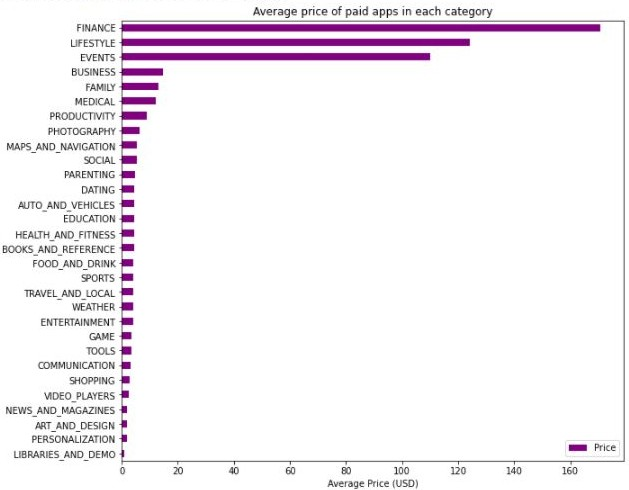 Average price of paid apps in each category
FINANCE
LIFESTYLE
EVENTS
BUSINESS
FAMILY
MEDICAL
PRODUCTIVITY
PHOTOGRAPHY
MAPS_AND_NAVIGATION
SOCIAL
PARENTING
DATING
AUTO_AND_VEHICLES
EDUCATION
HEALTH_AND_FITNESS
BOOKS_AND_REFERENCE
FOOD_AND_DRINK
SPORTS
TRAVEL_AND_LOCAL
WEATHER
ENTERTAINMENT
GAME
TOOLS
COMMUNICATION
SHOPPING
VIDEO_PLAYERS
NEWS_AND_MAGAZINES
ART_AND_DESIGN
PERSONALIZATION
LIBRARIES_AND_DEMO
Price
0 20 40 60 80 100 120 140 160
Average Price (USD)